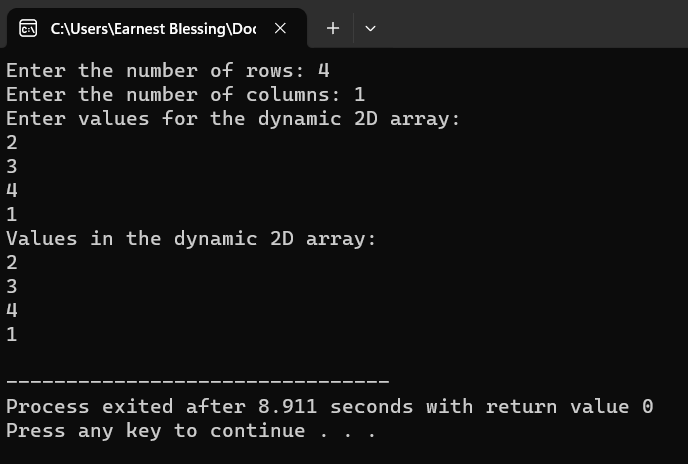 C:\Users\Earnest Blessing\Doc
Enter the number of rows: 4
Enter the number of columns: 1
Enter values for the dynamic 2D array:
2
3
4
1
Values in the dynamic 2D array:
2
3
4
1
--------------------------------
Process exited after 8.911 seconds with return value 0
Press any key to continue . . .